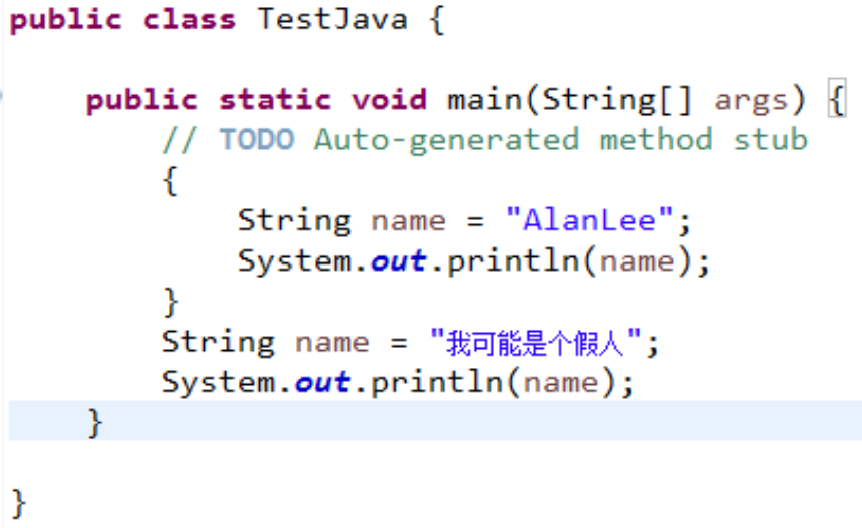 public class TestJava {
public static void main(String[] args) {
// TODO Auto-generated method stub
{
String name = "AlanLee";
System.out.println(name);
}
String name = "我可能是个假人";
System.out.println(name);
}
}